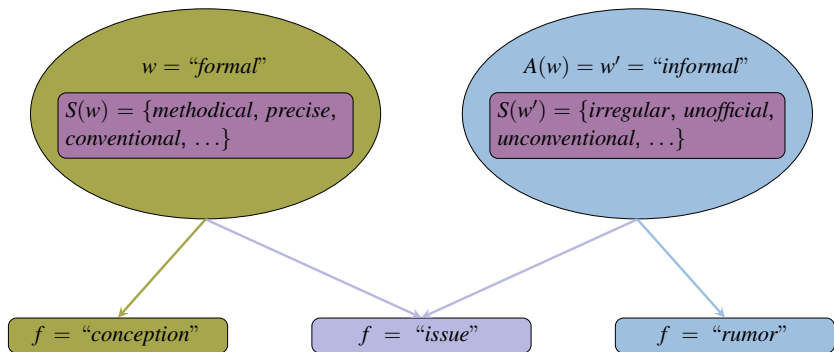 w = “formal”
S(w) = {methodical, precise,
conventional, …}
A(w) = w′ = “informal”
S(w′) = {irregular, unofficial,
unconventional, …}
f = “conception”
f = “issue”
f = “rumor”